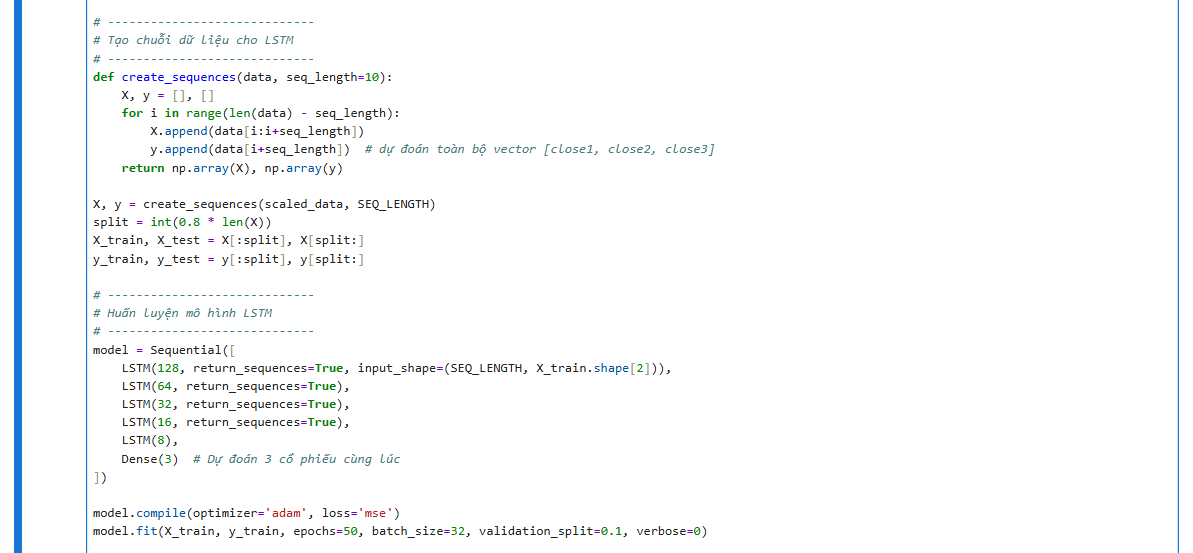 # -----------------------------
# Tạo chuỗi dữ liệu cho LSTM
# -----------------------------
def create_sequences(data, seq_length=10):
    X, y = [], []
    for i in range(len(data) - seq_length):
        X.append(data[i:i+seq_length])
        y.append(data[i+seq_length])  # dự đoán toàn bộ vector [close1, close2, close3]
    return np.array(X), np.array(y)

X, y = create_sequences(scaled_data, SEQ_LENGTH)
split = int(0.8 * len(X))
X_train, X_test = X[:split], X[split:]
y_train, y_test = y[:split], y[split:]

# -----------------------------
# Huấn luyện mô hình LSTM
# -----------------------------
model = Sequential([
    LSTM(128, return_sequences=True, input_shape=(SEQ_LENGTH, X_train.shape[2])),
    LSTM(64, return_sequences=True),
    LSTM(32, return_sequences=True),
    LSTM(16, return_sequences=True),
    LSTM(8),
    Dense(3)  # Dự đoán 3 cổ phiếu cùng lúc
])

model.compile(optimizer='adam', loss='mse')
model.fit(X_train, y_train, epochs=50, batch_size=32, validation_split=0.1, verbose=0)